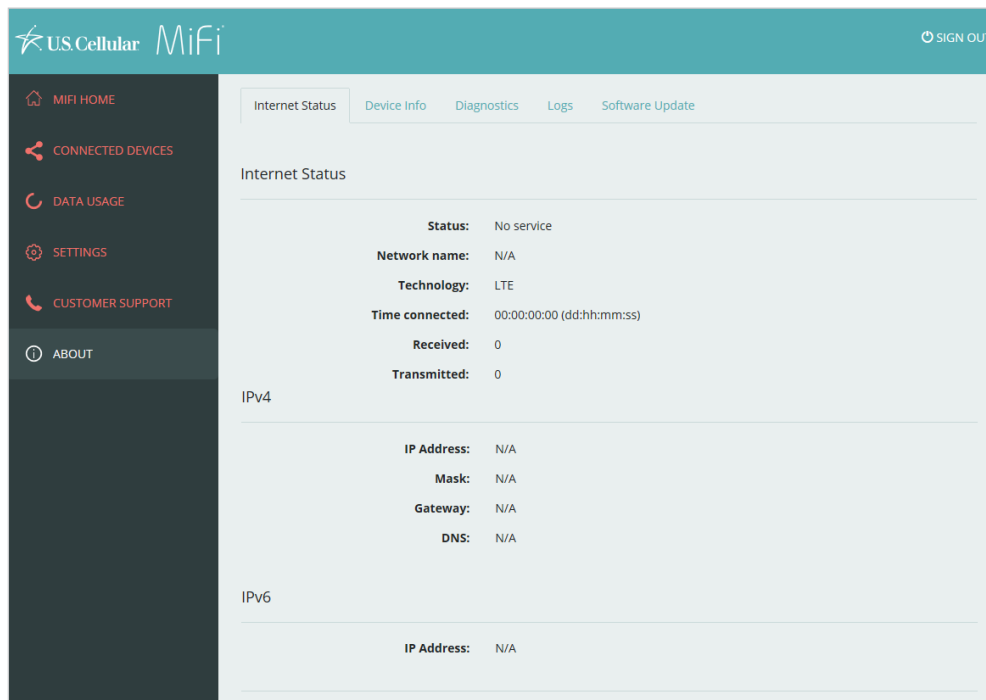 U.S. Cellular MiFi
SIGN OUT
MIFI HOME
CONNECTED DEVICES
DATA USAGE
SETTINGS
CUSTOMER SUPPORT
ABOUT
Internet Status Device Info Diagnostics Logs Software Update
Internet Status
Status: No service
Network name: N/A
Technology: LTE
Time connected: 00:00:00:00 (dd:hh:mm:ss)
Received: 0
Transmitted: 0
IPv4
IP Address: N/A
Mask: N/A
Gateway: N/A
DNS: N/A
IPv6
IP Address: N/A